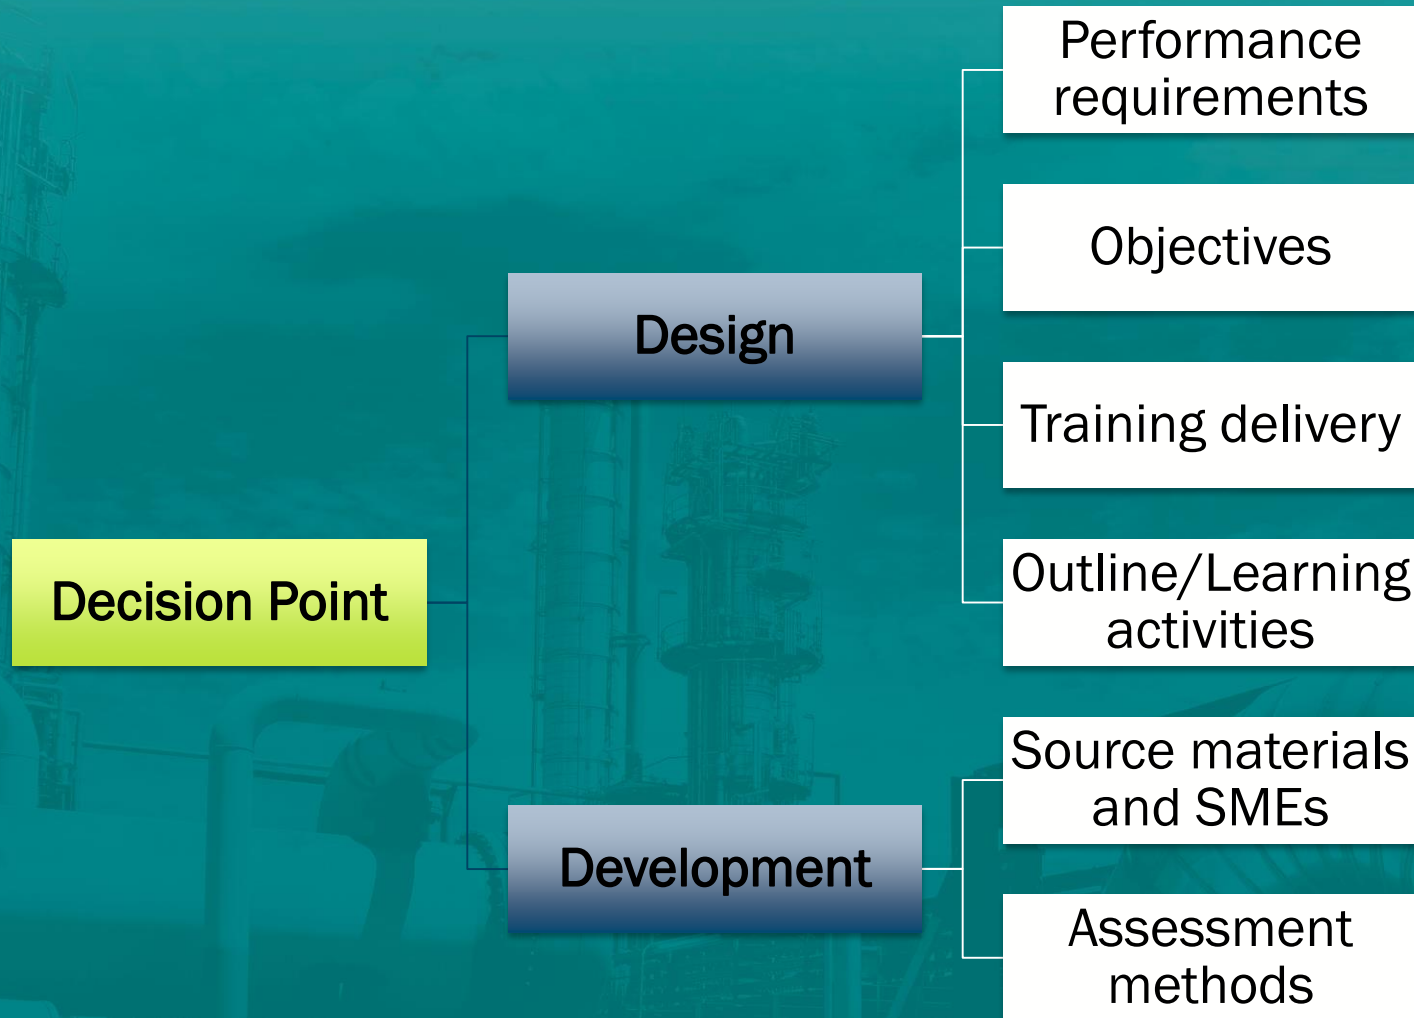 Performance
requirements
Objectives
Design
Training delivery
Outline/Learning
activities
Decision Point
Source materials
and SMEs
Development
Assessment
methods